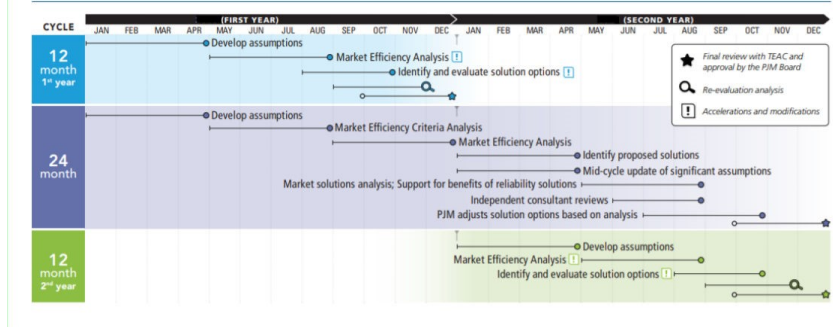 (FIRST YEAR)
(SECOND YEAR)
CYCLE
JAN FEB MAR APR MAY JUN JUL AUG SEP OCT NOV DEC JAN FEB MAR APR MAY JUN JUL AUG SEP OCT NOV DEC
12
month
1st year
Develop assumptions
Market Efficiency Analysis !
Identify and evaluate solution options !
Final review with TEAC and
approval by the PJM Board
Re-evaluation analysis
! Accelerations and modifications
24
month
Develop assumptions
Market Efficiency Criteria Analysis
Market Efficiency Analysis
Identify proposed solutions
Mid-cycle update of significant assumptions
Market solutions analysis; Support for benefits of reliability solutions
Independent consultant reviews
PJM adjusts solution options based on analysis
12
month
2nd year
Develop assumptions
Market Efficiency Analysis !
Identify and evaluate solution options !